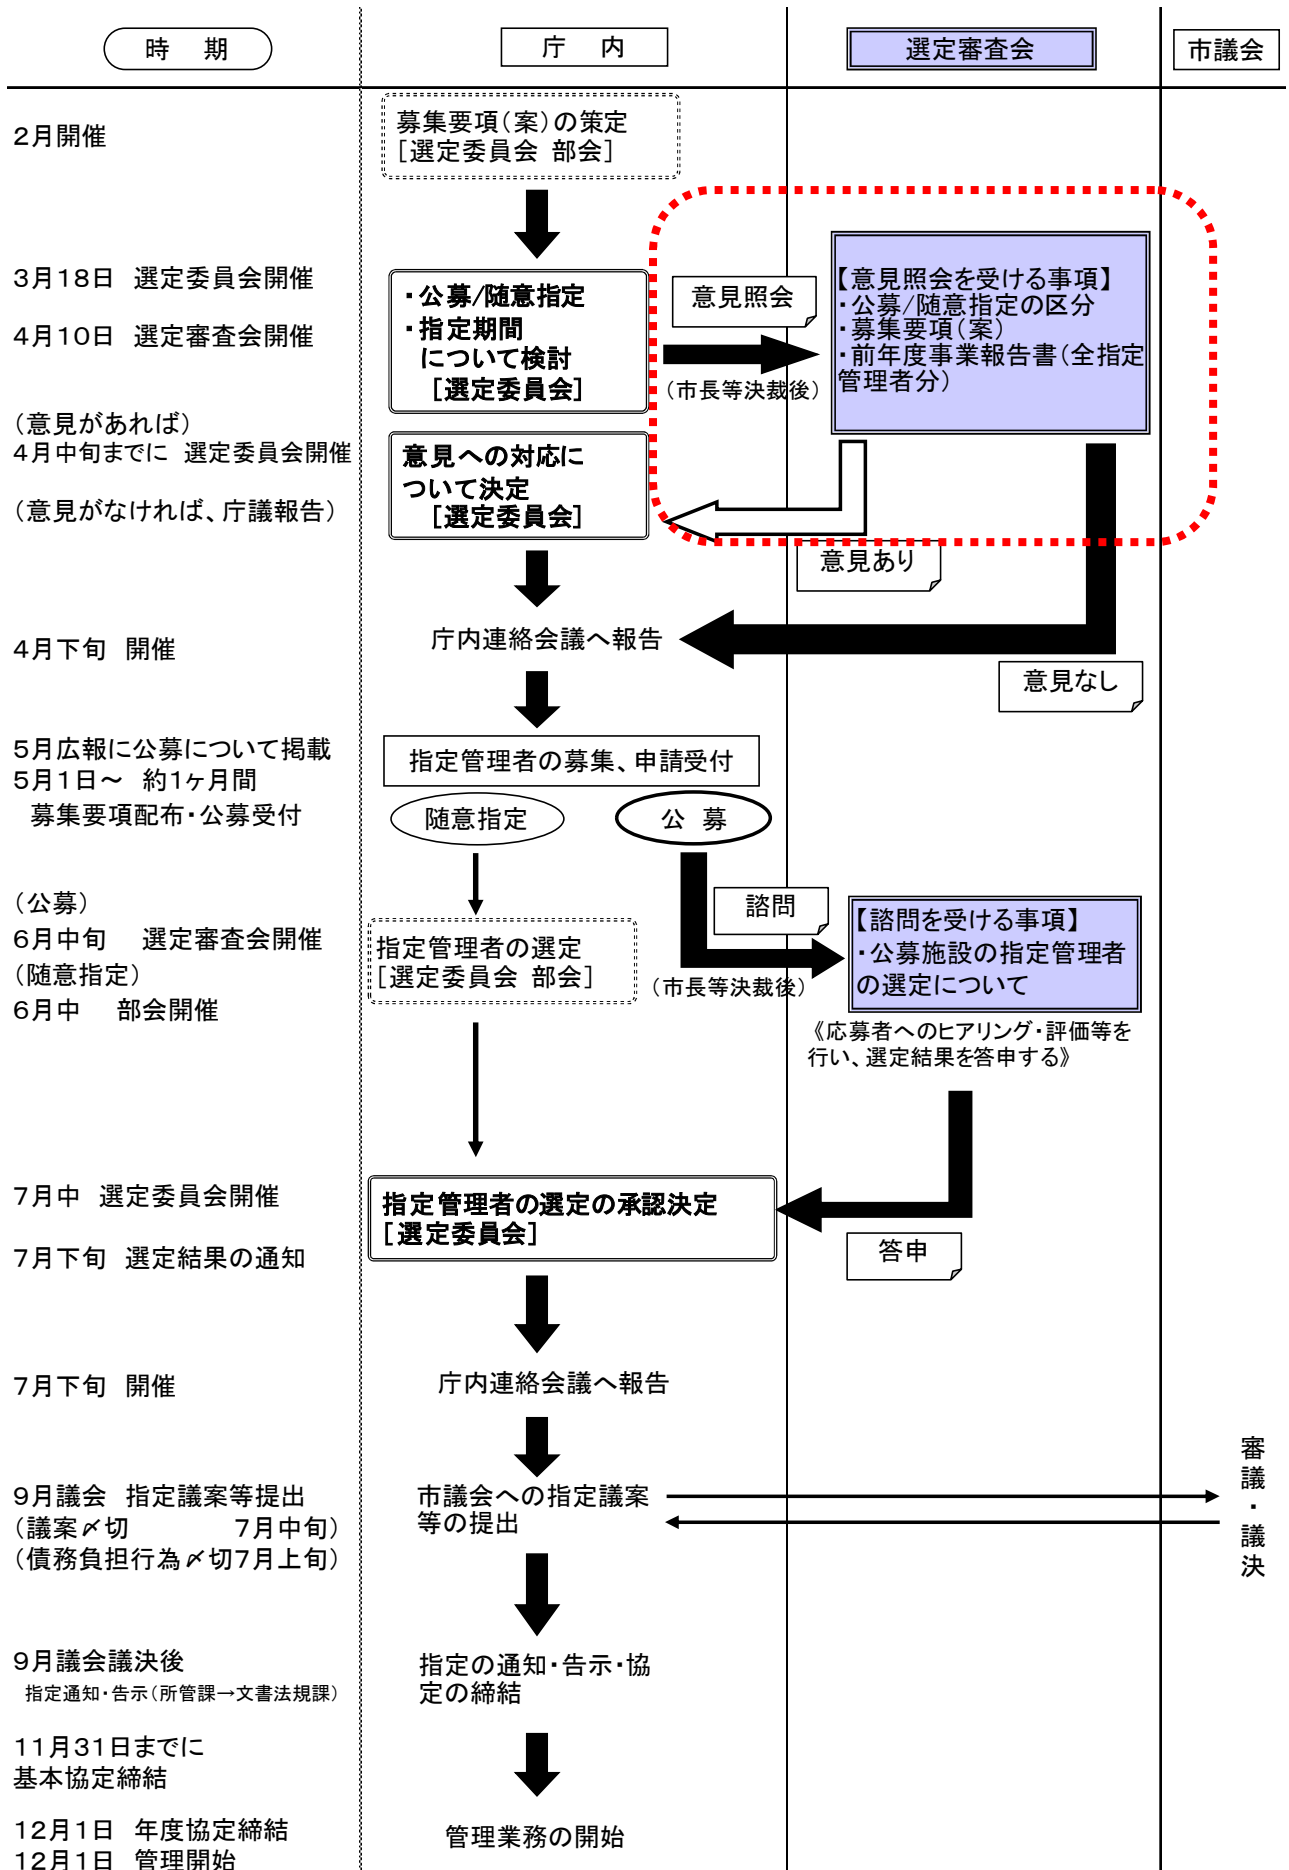 時　期
庁　内
選定審査会
市議会
２月開催
募集要項（案）の策定
［選定委員会 部会］
３月１８日　選定委員会開催
４月１０日　選定審査会開催
・公募/随意指定
・指定期間
について検討
［選定委員会］
意見照会
（市長等決裁後）
【意見照会を受ける事項】
・公募/随意指定の区分
・募集要項（案）
・前年度事業報告書（全指定
管理者分）
（意見があれば）
４月中旬までに　選定委員会開催
（意見がなければ、庁議報告）
意見への対応に
ついて決定
［選定委員会］
意見あり
４月下旬　開催
庁内連絡会議へ報告
意見なし
５月広報に公募について掲載
５月１日～　約１ヶ月間
募集要項配布・公募受付
指定管理者の募集、申請受付
随意指定
公　募
（公募）
６月中旬　選定審査会開催
（随意指定）
６月中　部会開催
指定管理者の選定
［選定委員会 部会］
諮問
（市長等決裁後）
【諮問を受ける事項】
・公募施設の指定管理者
の選定について
《応募者へのヒアリング・評価等を
行い、選定結果を答申する》
７月中　選定委員会開催
７月下旬　選定結果の通知
指定管理者の選定の承認決定
［選定委員会］
答申
７月下旬　開催
庁内連絡会議へ報告
９月議会　指定議案等提出
（議案〆切　　　７月中旬）
（債務負担行為〆切７月上旬）
市議会への指定議案
等の提出
審議・議決
９月議会議決後
指定通知・告示（所管課→文書法規課）
指定の通知・告示・協
定の締結
１１月３１日までに
基本協定締結
１２月１日　年度協定締結
１２月１日　管理開始
管理業務の開始